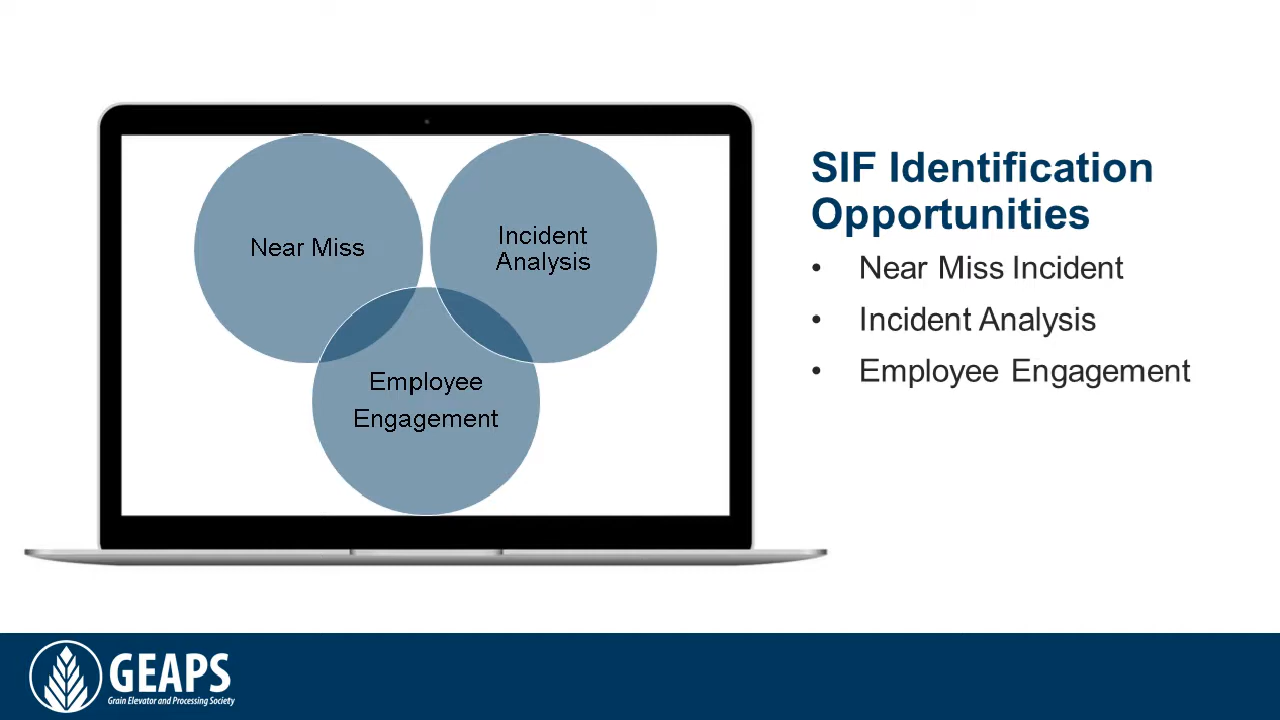 Near Miss
Incident
Analysis
Employee
Engagement
SIF Identification
Opportunities
• Near Miss Incident
• Incident Analysis
• Employee Engagement
GEAPS
Grain Elevator and Processing Society